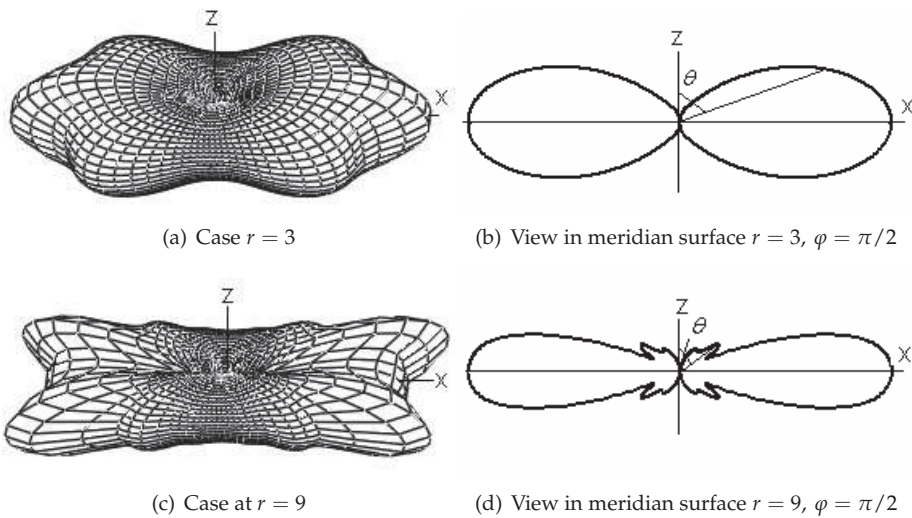 Z
X
(a) Case r = 3
Z
θ
X
(b) View in meridian surface r = 3, φ = π/2
Z
X
(c) Case at r = 9
Z
θ
X
(d) View in meridian surface r = 9, φ = π/2